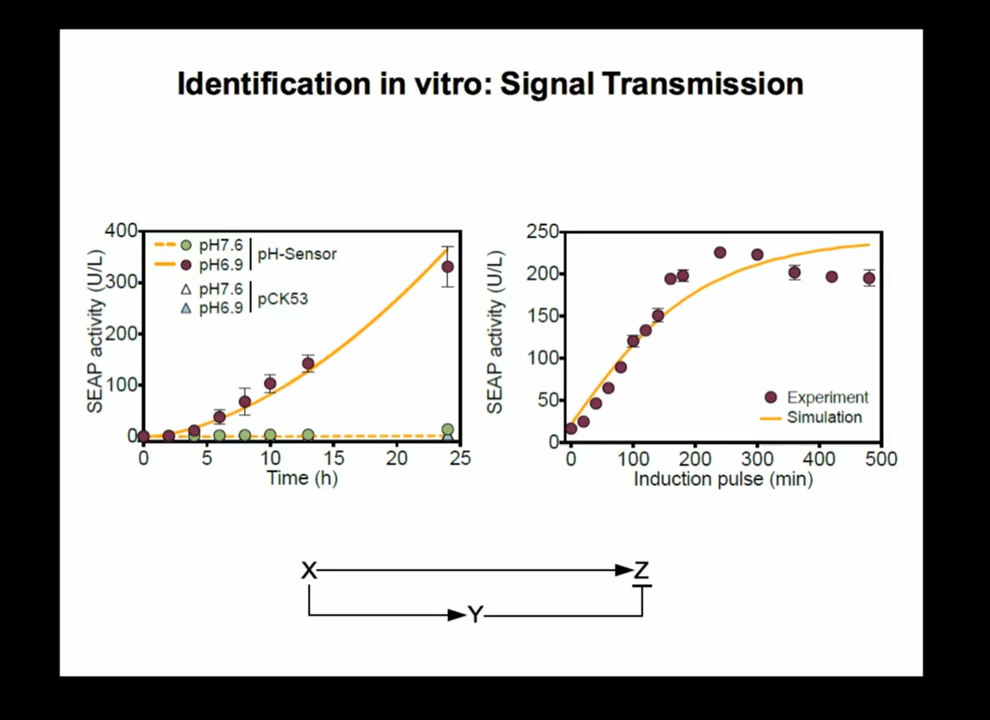 Identification in vitro: Signal Transmission
400
300
200
100
0
SEAP activity (U/L)
pH7.6
pH6.9
pH-Sensor
pH7.6
pH6.9
pCK53
0 5 10 15 20 25
Time (h)
250
200
150
100
50
0
SEAP activity (U/L)
Experiment
Simulation
0 100 200 300 400 500
Induction pulse (min)
X Z
Y